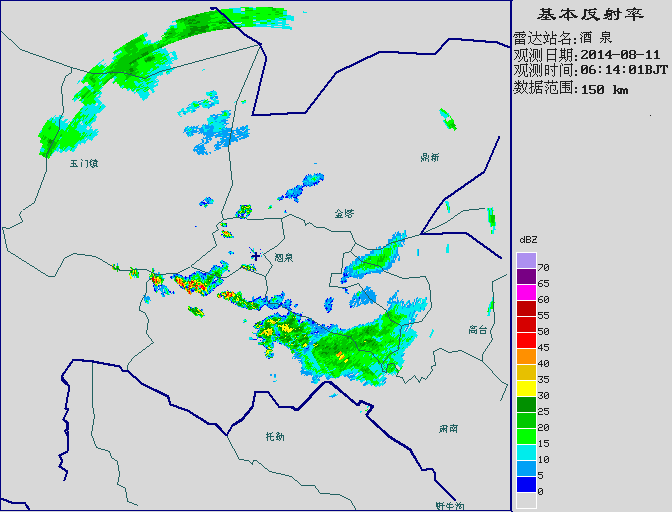 基本反射率
雷达站名:酒 泉
观测日期:2014-08-11
观测时间:06:14:01BJT
数据范围:150 km
玉门镇
鼎新
金塔
酒泉
高台
肃南
托勒
野牛沟
dBZ
70
65
60
55
50
45
40
35
30
25
20
15
10
5
0